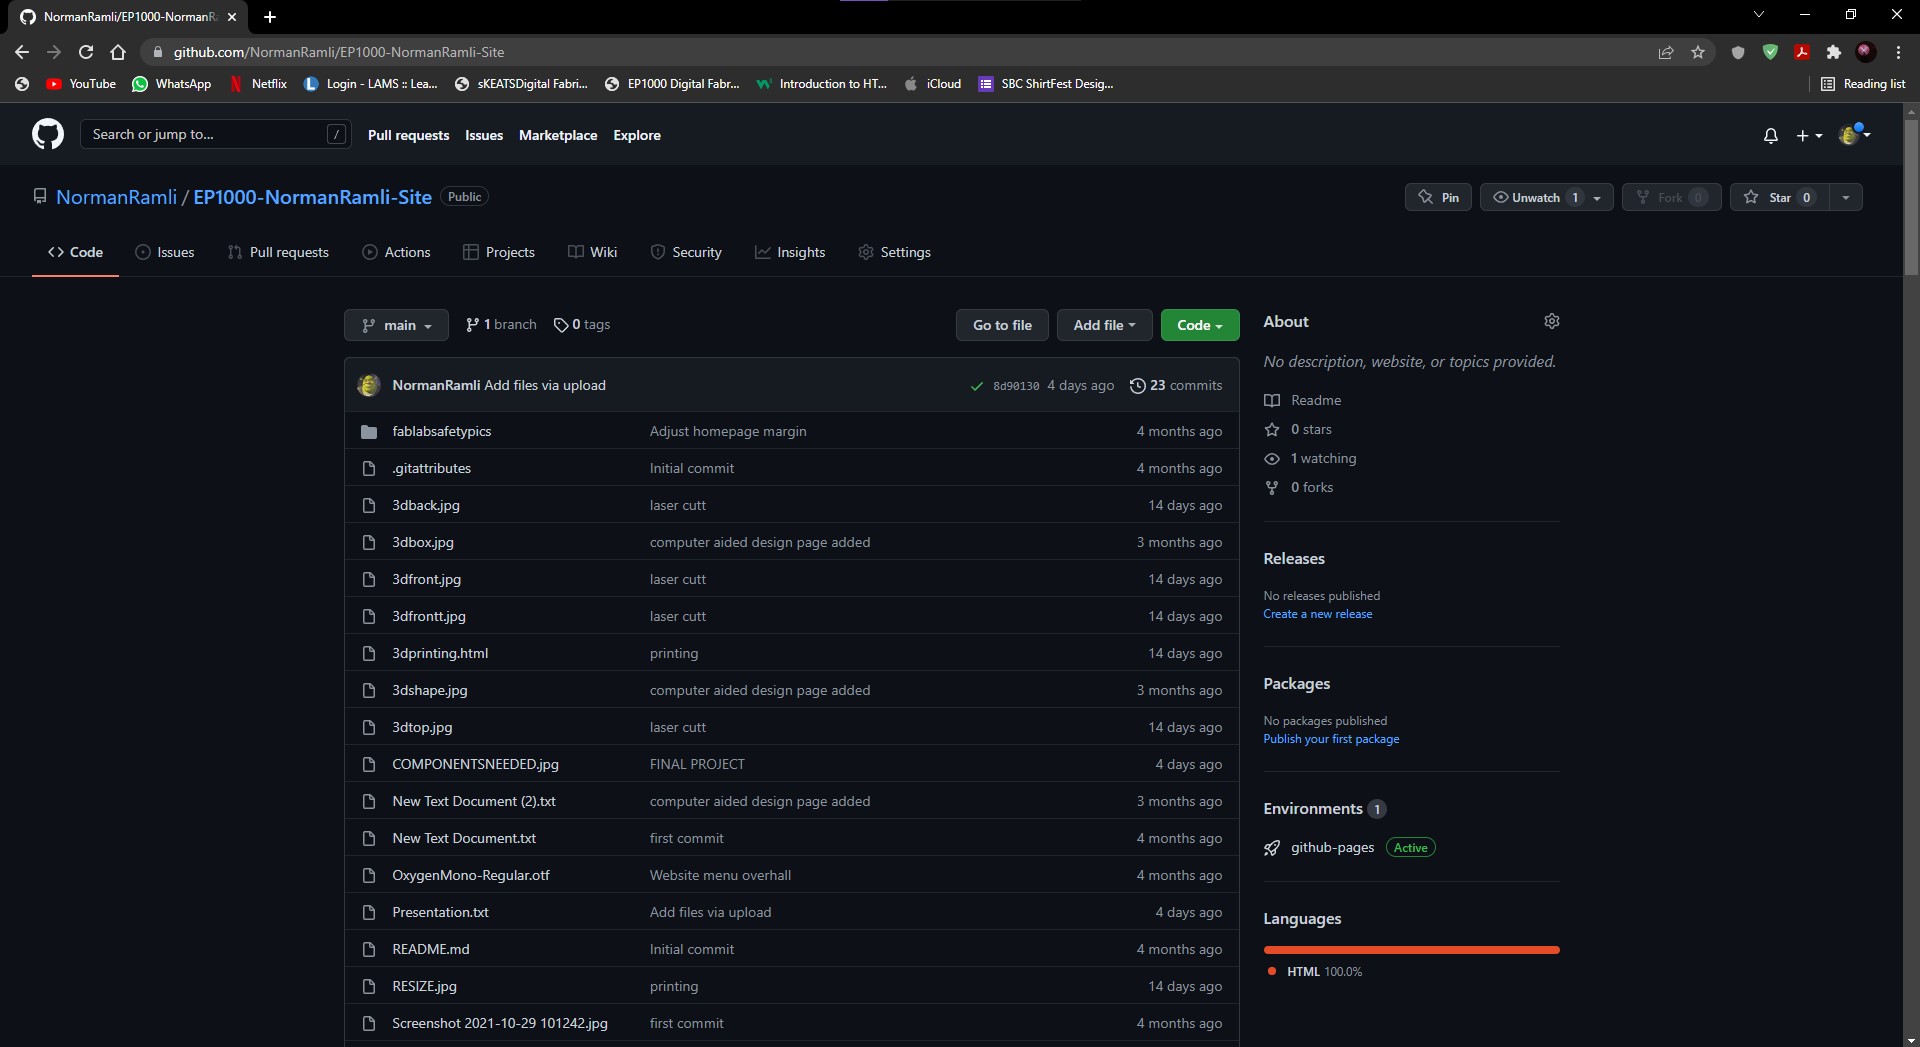 NormanRamli/EP1000-NormanR
github.com/NormanRamli/EP1000-NormanRamli-Site
YouTube WhatsApp Netflix Login - LAMS :: Lea... sKEATSDigital Fabri... EP1000 Digital Fabr... Introduction to HT... iCloud SBC ShirtFest Desig... Reading list
Search or jump to... / Pull requests Issues Marketplace Explore
NormanRamli / EP1000-NormanRamli-Site Public Pin Unwatch 1 Fork 0 Star 0
Code Issues Pull requests Actions Projects Wiki Security Insights Settings
main 1 branch 0 tags Go to file Add file Code
NormanRamli Add files via upload 8d90130 4 days ago 23 commits
fablabsafetypics Adjust homepage margin 4 months ago
.gitattributes Initial commit 4 months ago
3dback.jpg laser cutt 14 days ago
3dbox.jpg computer aided design page added 3 months ago
3dfront.jpg laser cutt 14 days ago
3dfrontt.jpg laser cutt 14 days ago
3dprinting.html printing 14 days ago
3dshape.jpg computer aided design page added 3 months ago
3dtop.jpg laser cutt 14 days ago
COMPONENTSNEEDED.jpg FINAL PROJECT 4 days ago
New Text Document (2).txt computer aided design page added 3 months ago
New Text Document.txt first commit 4 months ago
OxygenMono-Regular.otf Website menu overhall 4 months ago
Presentation.txt Add files via upload 4 days ago
README.md Initial commit 4 months ago
RESIZE.jpg printing 14 days ago
Screenshot 2021-10-29 101242.jpg first commit 4 months ago
About
No description, website, or topics provided.
Readme
0 stars
1 watching
0 forks
Releases
No releases published
Create a new release
Packages
No packages published
Publish your first package
Environments 1
github-pages Active
Languages
HTML 100.0%